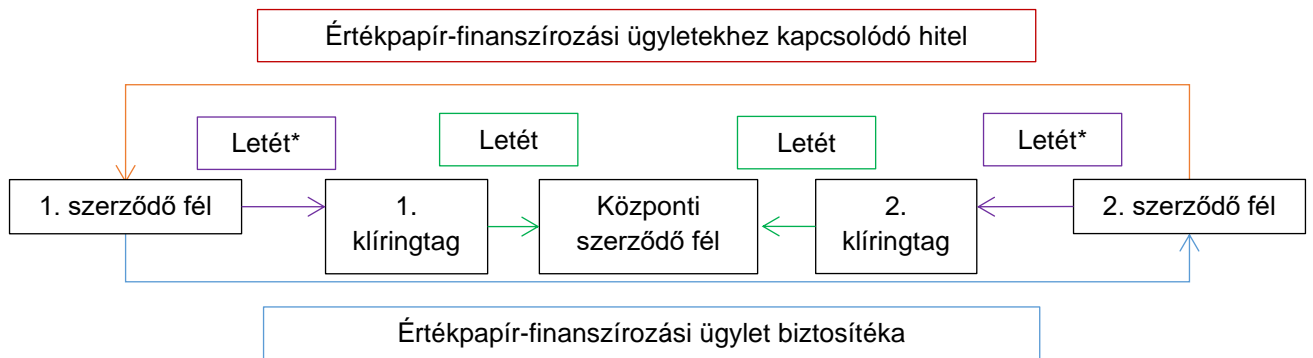 Értékpapír-finanszírozási ügyletekhez kapcsolódó hitel
Letét*
Letét
Letét
Letét*
1. szerződő fél
1.
klíringtag
Központi
szerződő fél
2.
klíringtag
2. szerződő fél
Értékpapír-finanszírozási ügylet biztosítéka